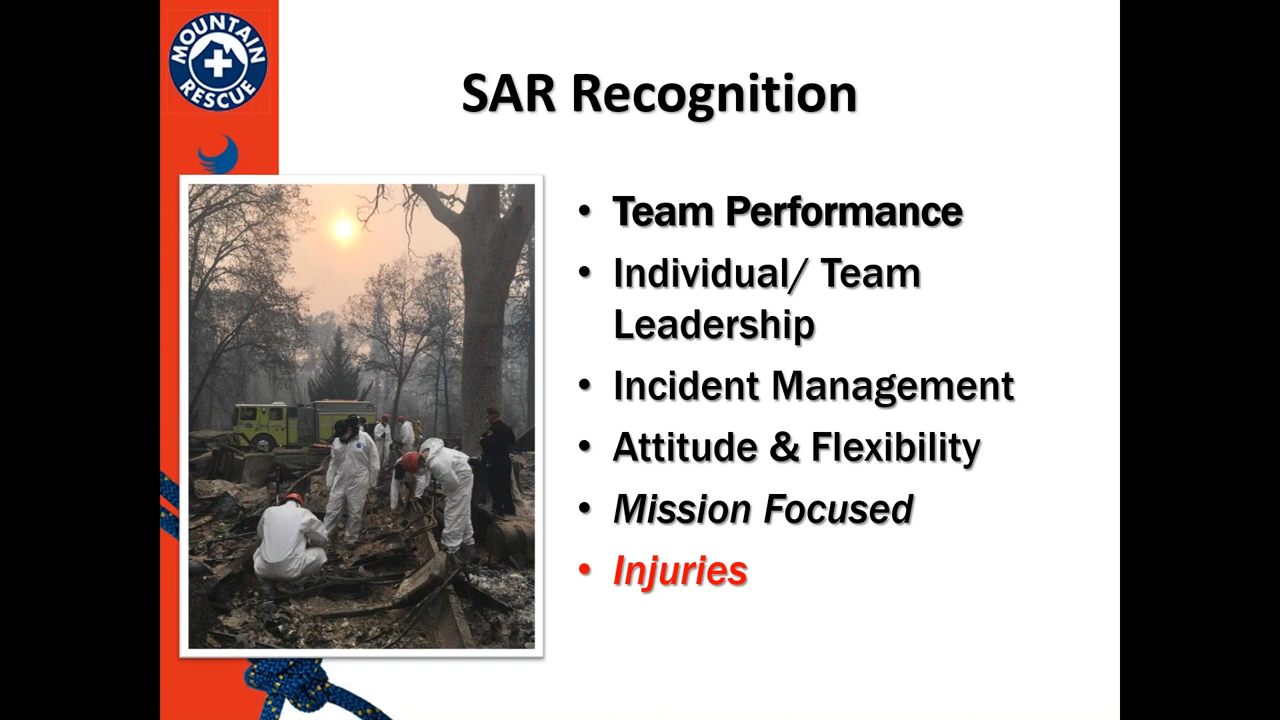 MOUNTAIN
RESCUE
SAR Recognition
• Team Performance
• Individual/ Team
Leadership
• Incident Management
• Attitude & Flexibility
• Mission Focused
• Injuries